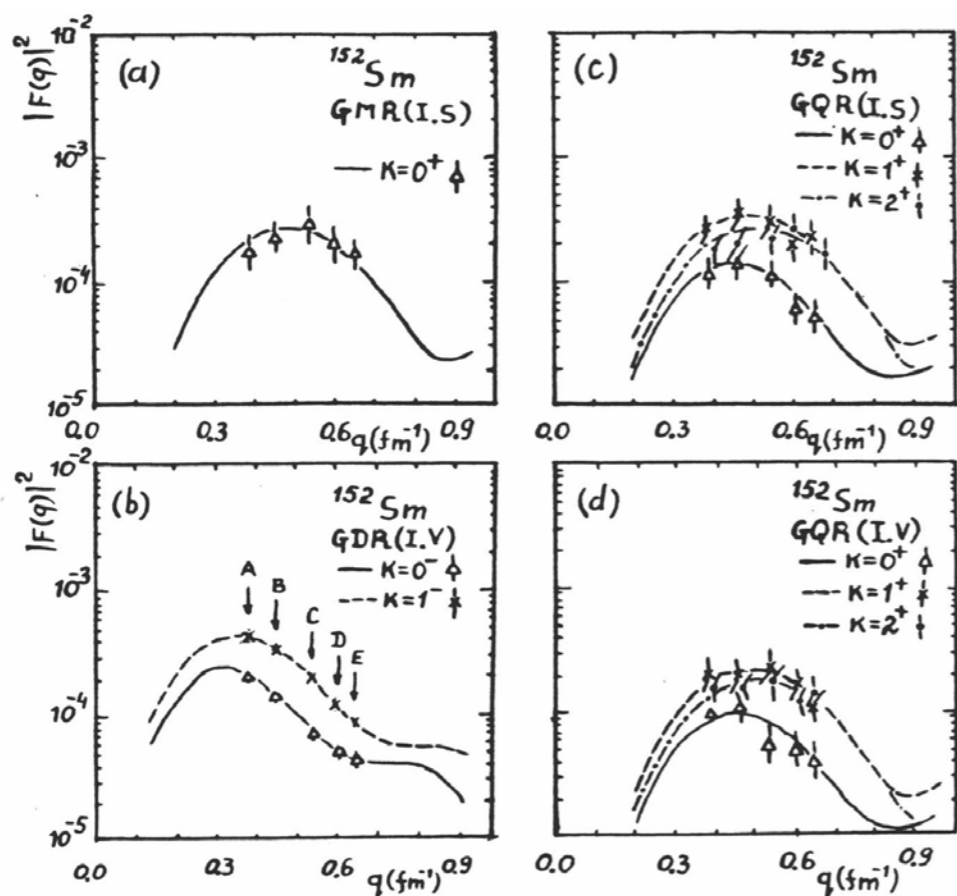 10⁻²
|F(q)|²
(a)
¹⁵²Sm
GMR(I.S)
K=0⁺
10⁻³
10⁻⁴
10⁻⁵
0.0 0.3 0.6 q(fm⁻¹) 0.9
(c)
¹⁵²Sm
GQR(I.S)
K=0⁺
K=1⁺
K=2⁺
0.0 0.3 0.6 q(fm⁻¹) 0.9
10⁻²
|F(q)|²
(b)
¹⁵²Sm
GDR(I.V)
K=0⁻
K=1⁻
A
B
C
D
E
10⁻³
10⁻⁴
10⁻⁵
0.0 0.3 0.6 0.9
q(fm⁻¹)
(d)
¹⁵²Sm
GQR(I.V)
K=0⁺
K=1⁺
K=2⁺
0.0 0.3 0.6 0.9
q(fm⁻¹)